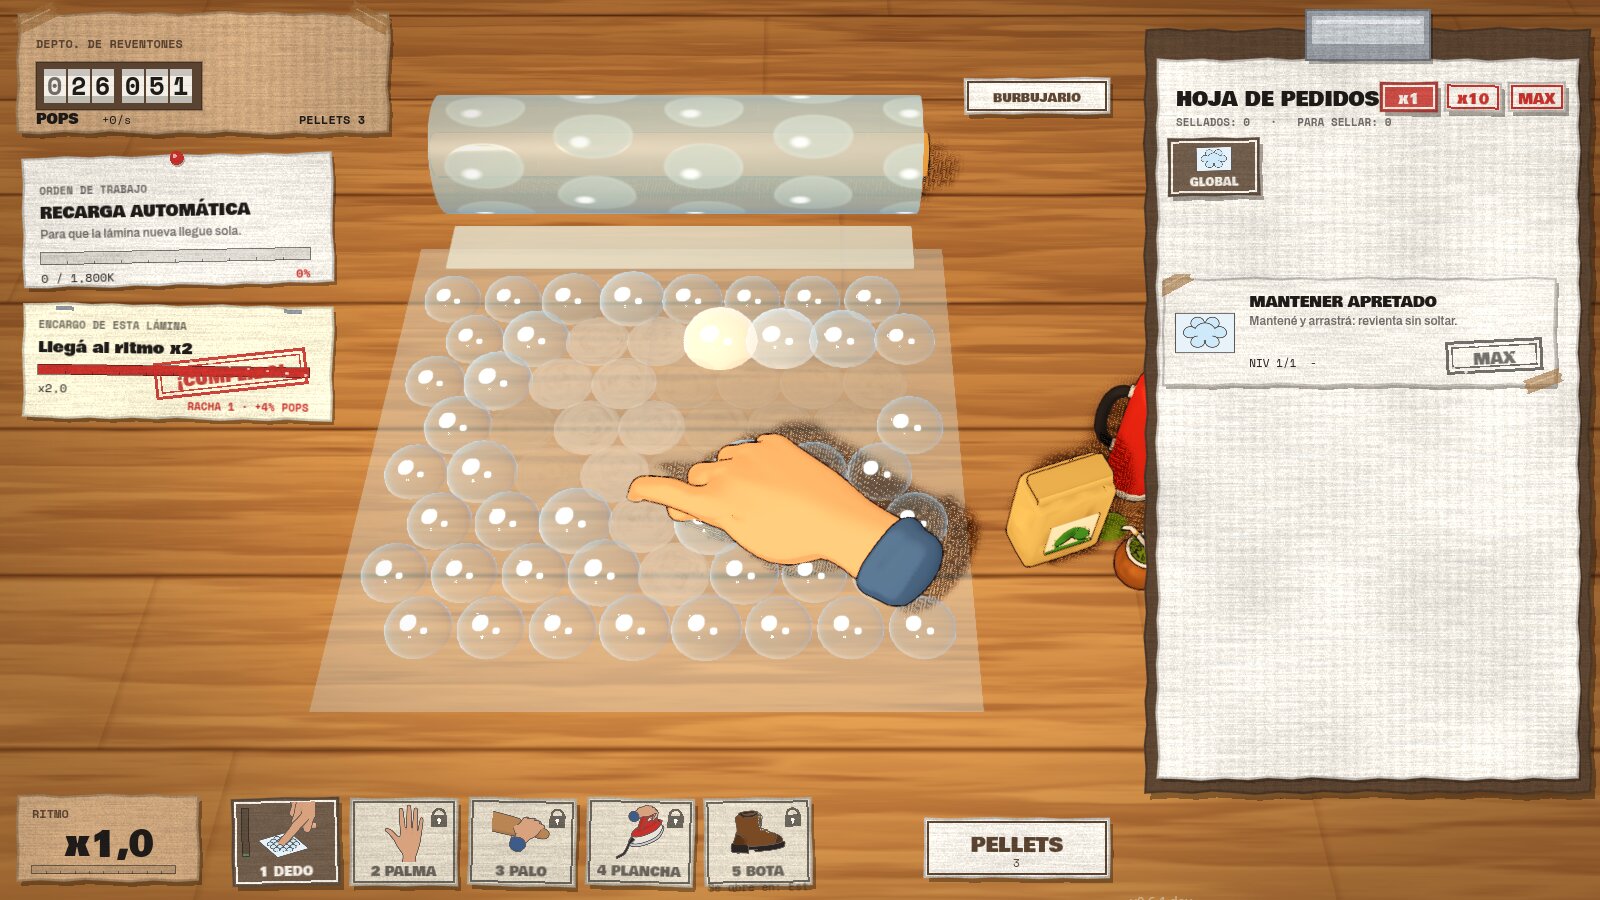 DEPTO. DE REVENTONES
026 051
POPS +0/s PELLETS 3
ORDEN DE TRABAJO
RECARGA AUTOMÁTICA
Para que la lámina nueva llegue sola.
0 / 1.800K 0%
ENCARGO DE ESTA LÁMINA
Llegá al ritmo x2
x2.0
RACHA 1 · +4% POPS
BURBUJARIO
HOJA DE PEDIDOS x1 x10 MAX
SELLADOS: 0 · PARA SELLAR: 0
GLOBAL
MANTENER APRETADO
Mantené y arrastrá: revienta sin soltar.
NIV 1/1 -
MAX
RITMO
x1,0
1 DEDO
2 PALMA
3 PALO
4 PLANCHA
5 BOTA
PELLETS
3